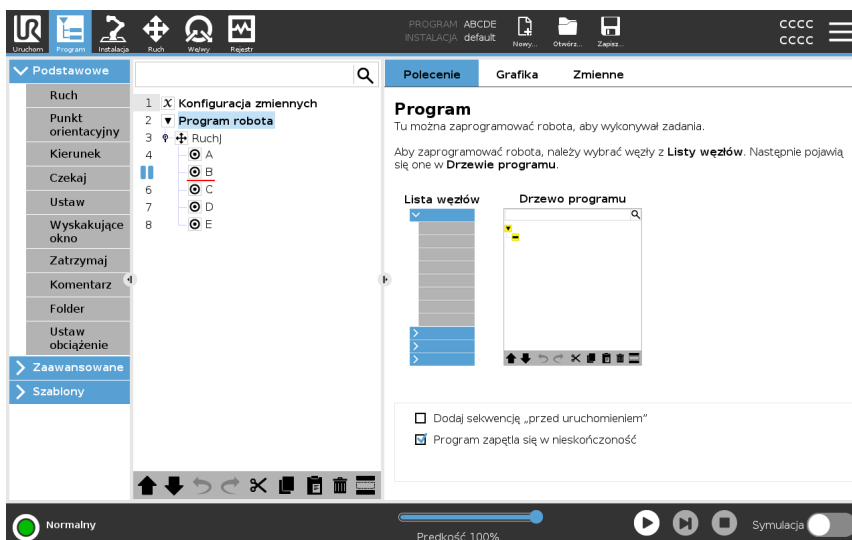 PROGRAM ABCDE
INSTALACJA default
CCCC
CCCC
Uruchom Program Instalacja Ruch We/wy Rejestr Nowy... Otwórz... Zapisz...
Podstawowe
Ruch
Punkt
orientacyjny
Kierunek
Czekaj
Ustaw
Wyskakujące
okno
Zatrzymaj
Komentarz
Folder
Ustaw
obciążenie
Zaawansowane
Szablony
1 X Konfiguracja zmiennych
2 Program robota
3 RuchJ
4 A
B
6 C
7 D
8 E
Polecenie Grafika Zmienne
Program
Tu można zaprogramować robota, aby wykonywał zadania.
Aby zaprogramować robota, należy wybrać węzły z Listy węzłów. Następnie pojawią
się one w Drzewie programu.
Lista węzłów Drzewo programu
Dodaj sekwencję „przed uruchomieniem”
Program zapętla się w nieskończoność
Normalny
Prędkość 100%
Symulacja